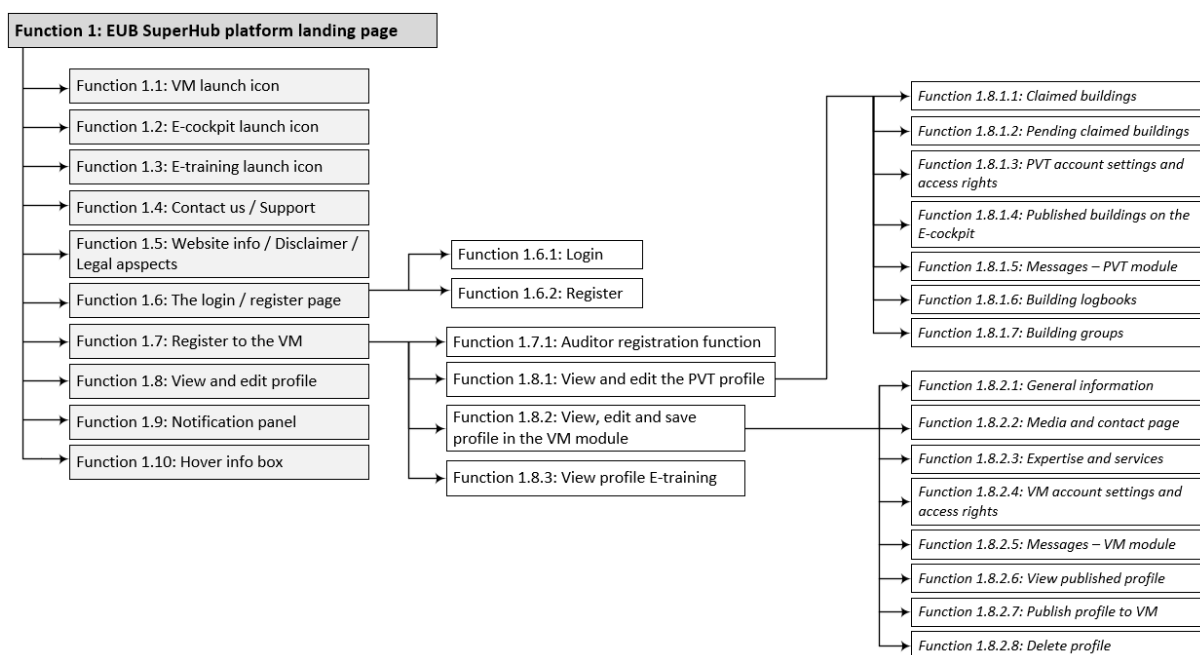 Function 1: EUB SuperHub platform landing page
Function 1.1: VM launch icon
Function 1.2: E-cockpit launch icon
Function 1.3: E-training launch icon
Function 1.4: Contact us / Support
Function 1.5: Website info / Disclaimer /
Legal apspects
Function 1.6: The login / register page
Function 1.7: Register to the VM
Function 1.8: View and edit profile
Function 1.9: Notification panel
Function 1.10: Hover info box
Function 1.6.1: Login
Function 1.6.2: Register
Function 1.7.1: Auditor registration function
Function 1.8.1: View and edit the PVT profile
Function 1.8.2: View, edit and save
profile in the VM module
Function 1.8.3: View profile E-training
Function 1.8.1.1: Claimed buildings
Function 1.8.1.2: Pending claimed buildings
Function 1.8.1.3: PVT account settings and
access rights
Function 1.8.1.4: Published buildings on the
E-cockpit
Function 1.8.1.5: Messages – PVT module
Function 1.8.1.6: Building logbooks
Function 1.8.1.7: Building groups
Function 1.8.2.1: General information
Function 1.8.2.2: Media and contact page
Function 1.8.2.3: Expertise and services
Function 1.8.2.4: VM account settings and
access rights
Function 1.8.2.5: Messages – VM module
Function 1.8.2.6: View published profile
Function 1.8.2.7: Publish profile to VM
Function 1.8.2.8: Delete profile